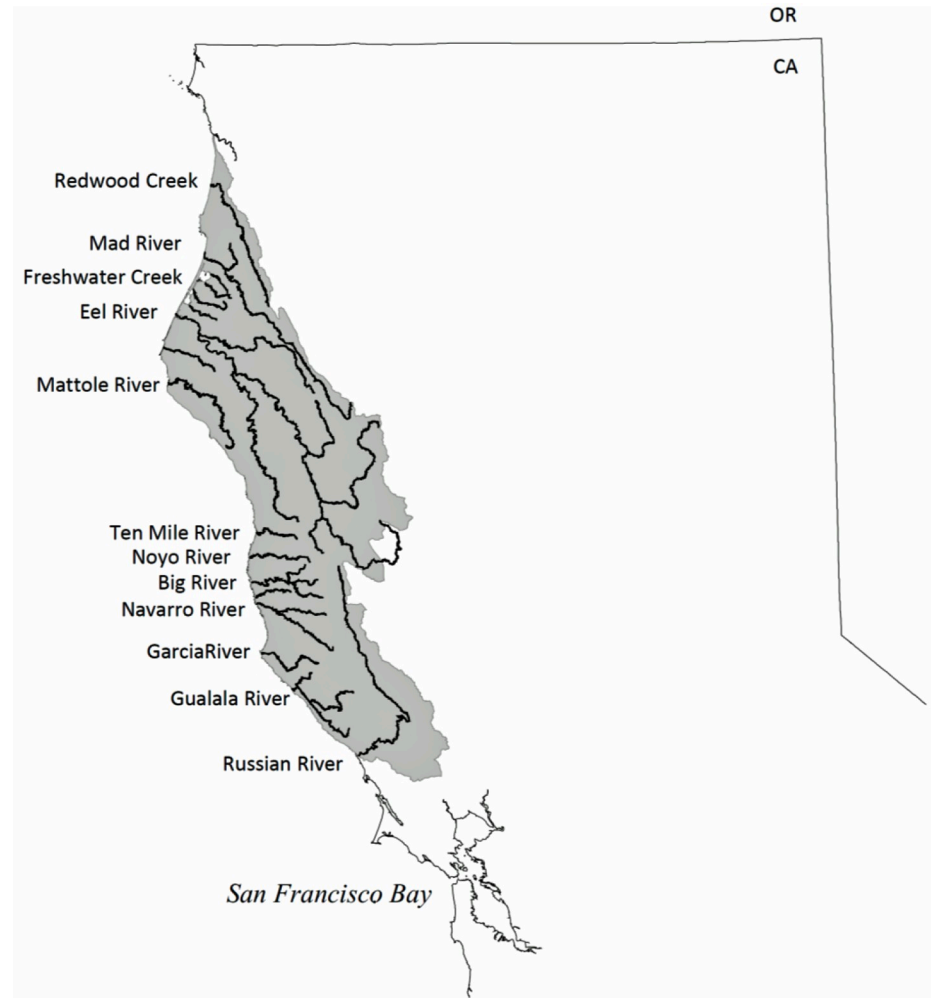 OR
CA
Redwood Creek
Mad River
Freshwater Creek
Eel River
Mattole River
Ten Mile River
Noyo River
Big River
Navarro River
GarciaRiver
Gualala River
Russian River
San Francisco Bay